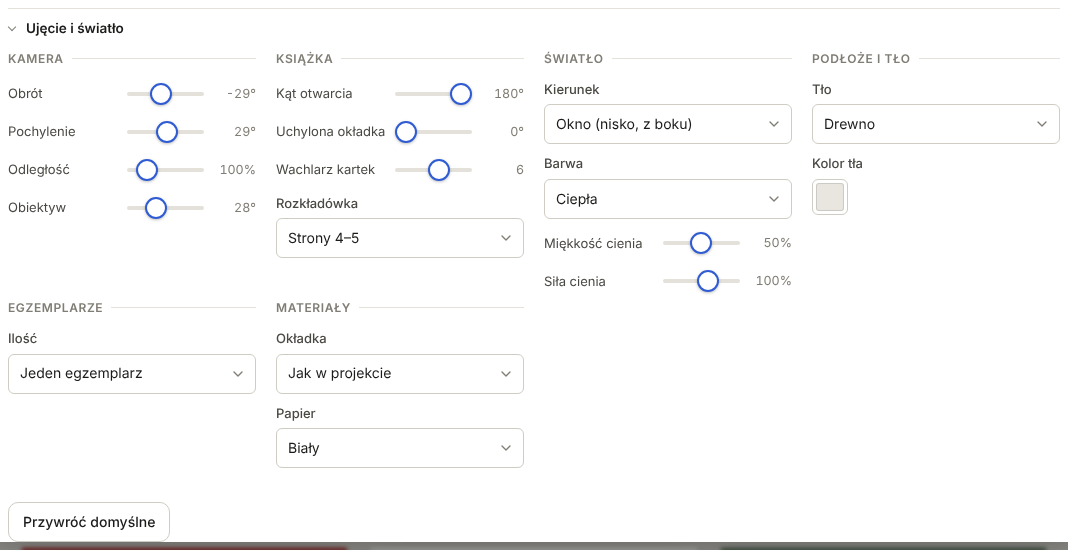 Ujęcie i światło
KAMERA
Obrót -29°
Pochylenie 29°
Odległość 100%
Obiektyw 28°
KSIĄŻKA
Kąt otwarcia 180°
Uchylona okładka 0°
Wachlarz kartek 6
Rozkładówka
Strony 4–5
ŚWIATŁO
Kierunek
Okno (nisko, z boku)
Barwa
Ciepła
Miękkość cienia 50%
Siła cienia 100%
PODŁOŻE I TŁO
Tło
Drewno
Kolor tła
EGZEMPLARZE
Ilość
Jeden egzemplarz
MATERIAŁY
Okładka
Jak w projekcie
Papier
Biały
Przywróć domyślne